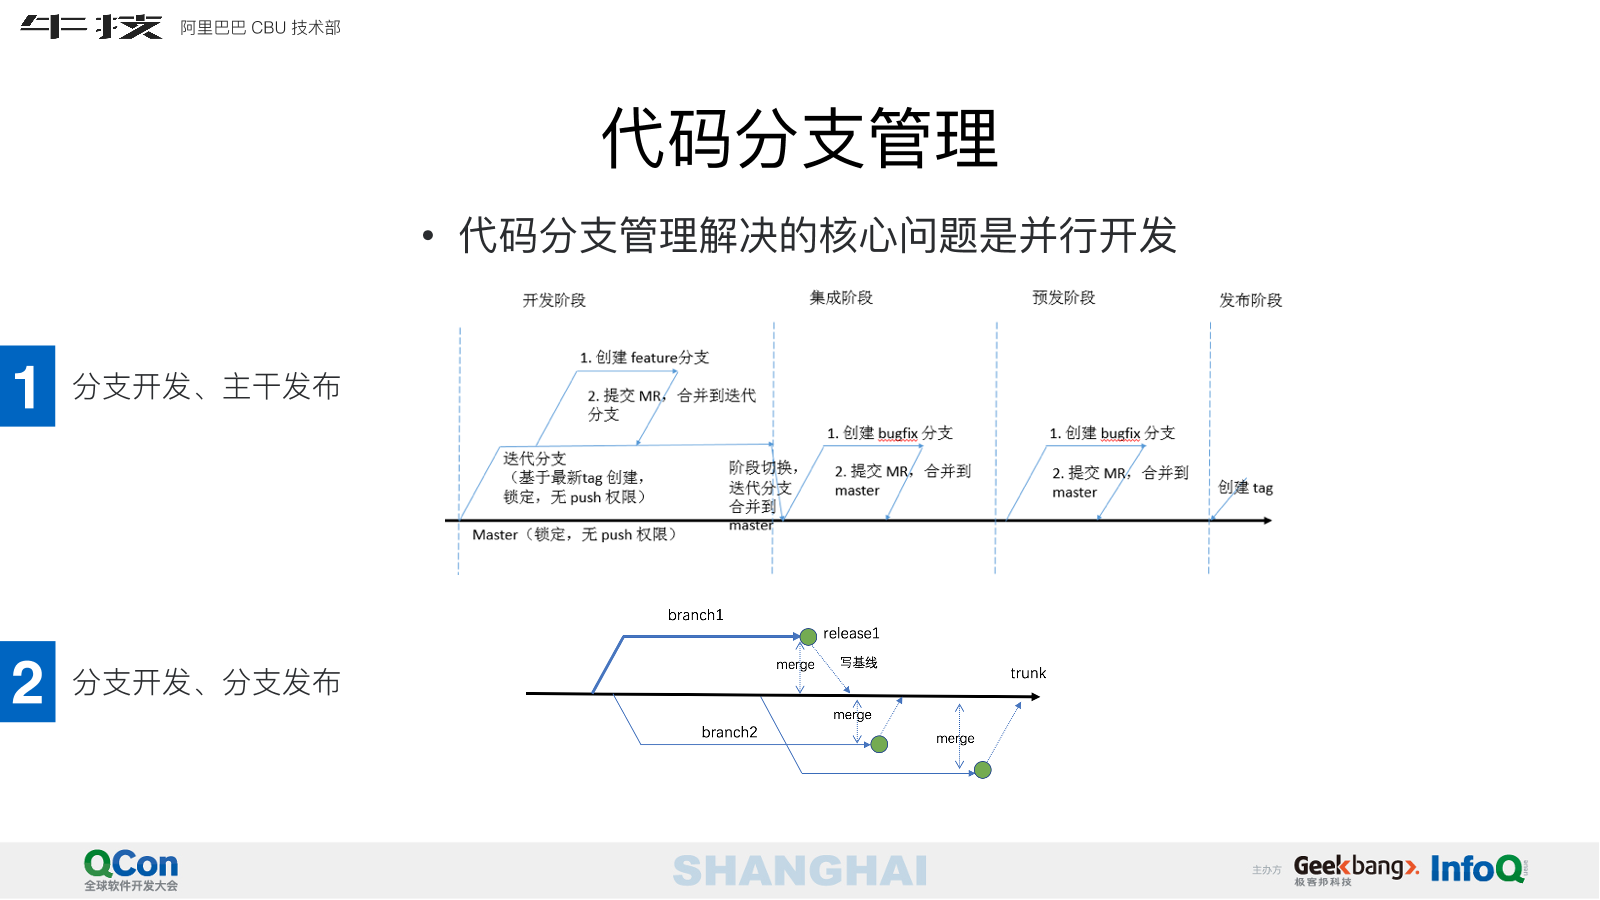 牛技 阿里巴巴 CBU 技术部
代码分支管理
• 代码分支管理解决的核心问题是并行开发
开发阶段
集成阶段
预发阶段
发布阶段
1
分支开发、主干发布
1. 创建 feature分支
2. 提交 MR，合并到迭代
分支
迭代分支
（基于最新tag 创建，
锁定，无 push 权限）
阶段切换，
迭代分支
合并到
master
Master（锁定，无 push 权限）
1. 创建 bugfix 分支
2. 提交 MR，合并到
master
1. 创建 bugfix 分支
2. 提交 MR，合并到
master
创建 tag
2
分支开发、分支发布
branch1
release1
merge
写基线
trunk
merge
branch2
merge
QCon
全球软件开发大会
SHANGHAI
主办方
Geekbang>.
极客邦科技
InfoQ